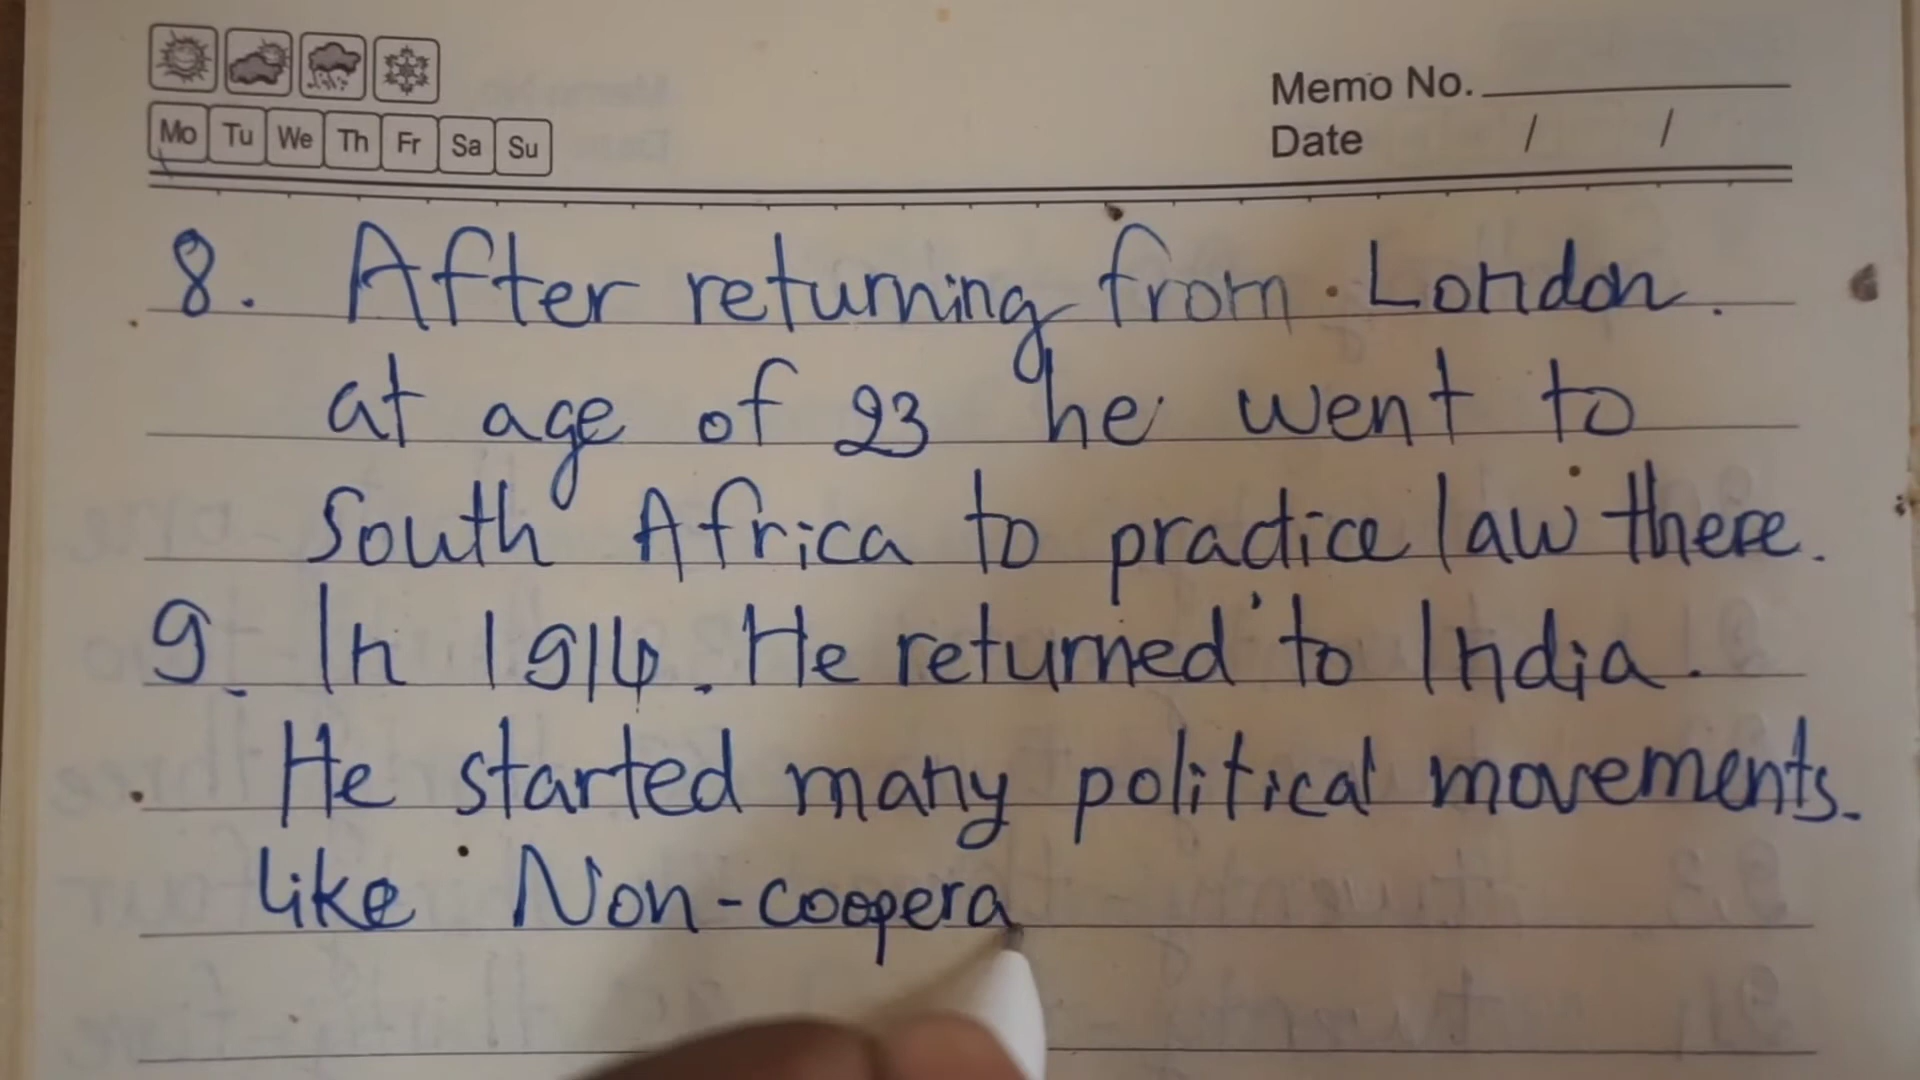 Memo No.
Date / /
Mo Tu We Th Fr Sa Su
8. After returning from London.
at age of 23 he went to
South Africa to practice law there.
9. In 1914. He returned to India.
He started many political movements.
like Non-coopera